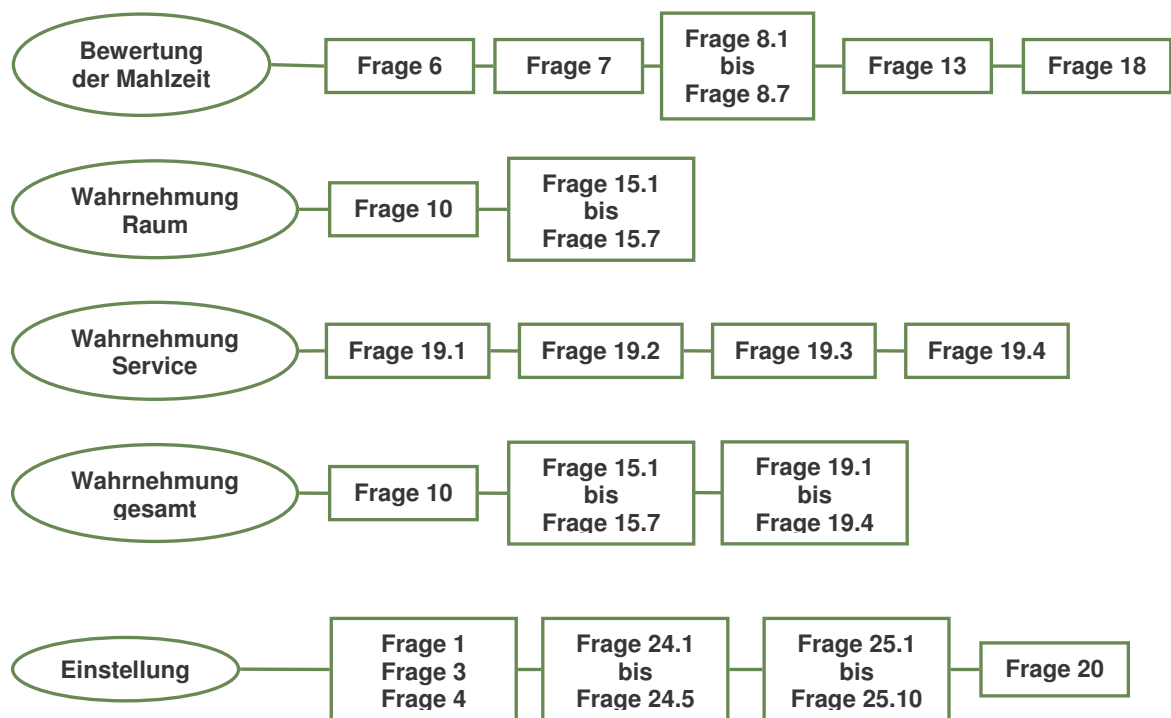 Bewertung
der Mahlzeit
Frage 6
Frage 7
Frage 8.1
bis
Frage 8.7
Frage 13
Frage 18
Wahrnehmung
Raum
Frage 10
Frage 15.1
bis
Frage 15.7
Wahrnehmung
Service
Frage 19.1
Frage 19.2
Frage 19.3
Frage 19.4
Wahrnehmung
gesamt
Frage 10
Frage 15.1
bis
Frage 15.7
Frage 19.1
bis
Frage 19.4
Einstellung
Frage 1
Frage 3
Frage 4
Frage 24.1
bis
Frage 24.5
Frage 25.1
bis
Frage 25.10
Frage 20